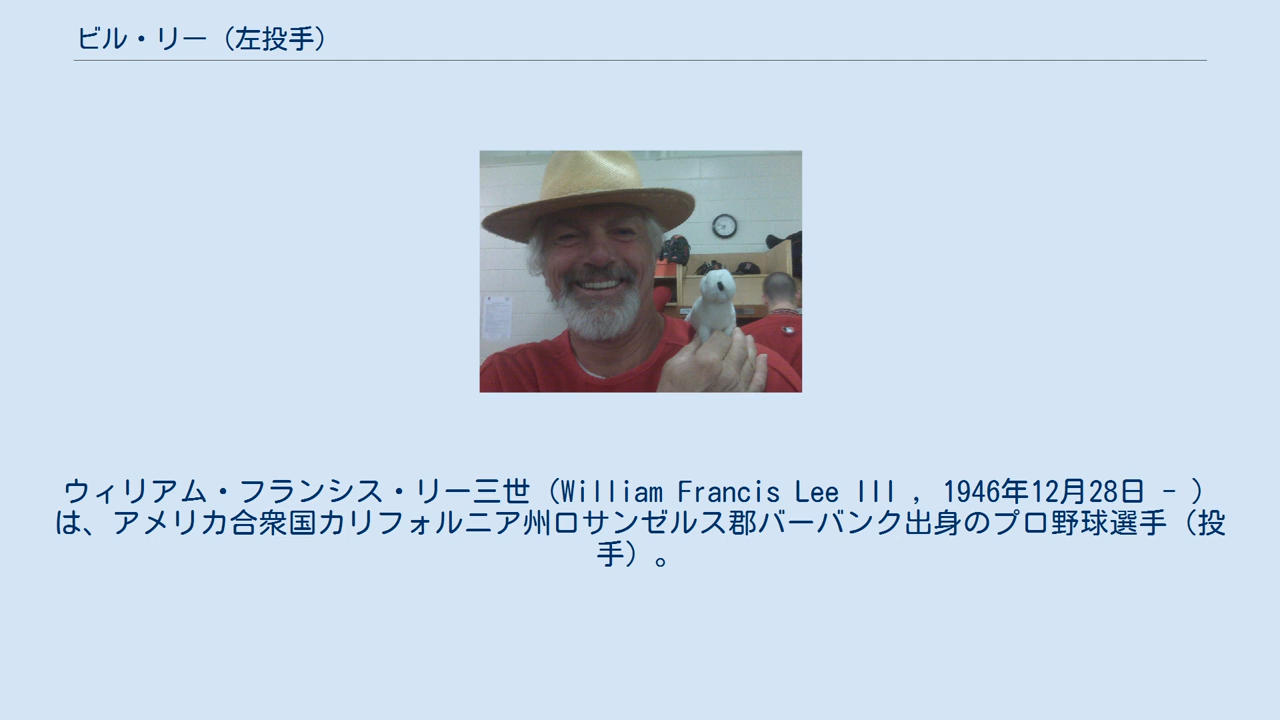 ビル・リー（左投手）
ウィリアム・フランシス・リー三世（William Francis Lee III , 1946年12月28日 - ）
は、アメリカ合衆国カリフォルニア州ロサンゼルス郡バーバンク出身のプロ野球選手（投
手）。